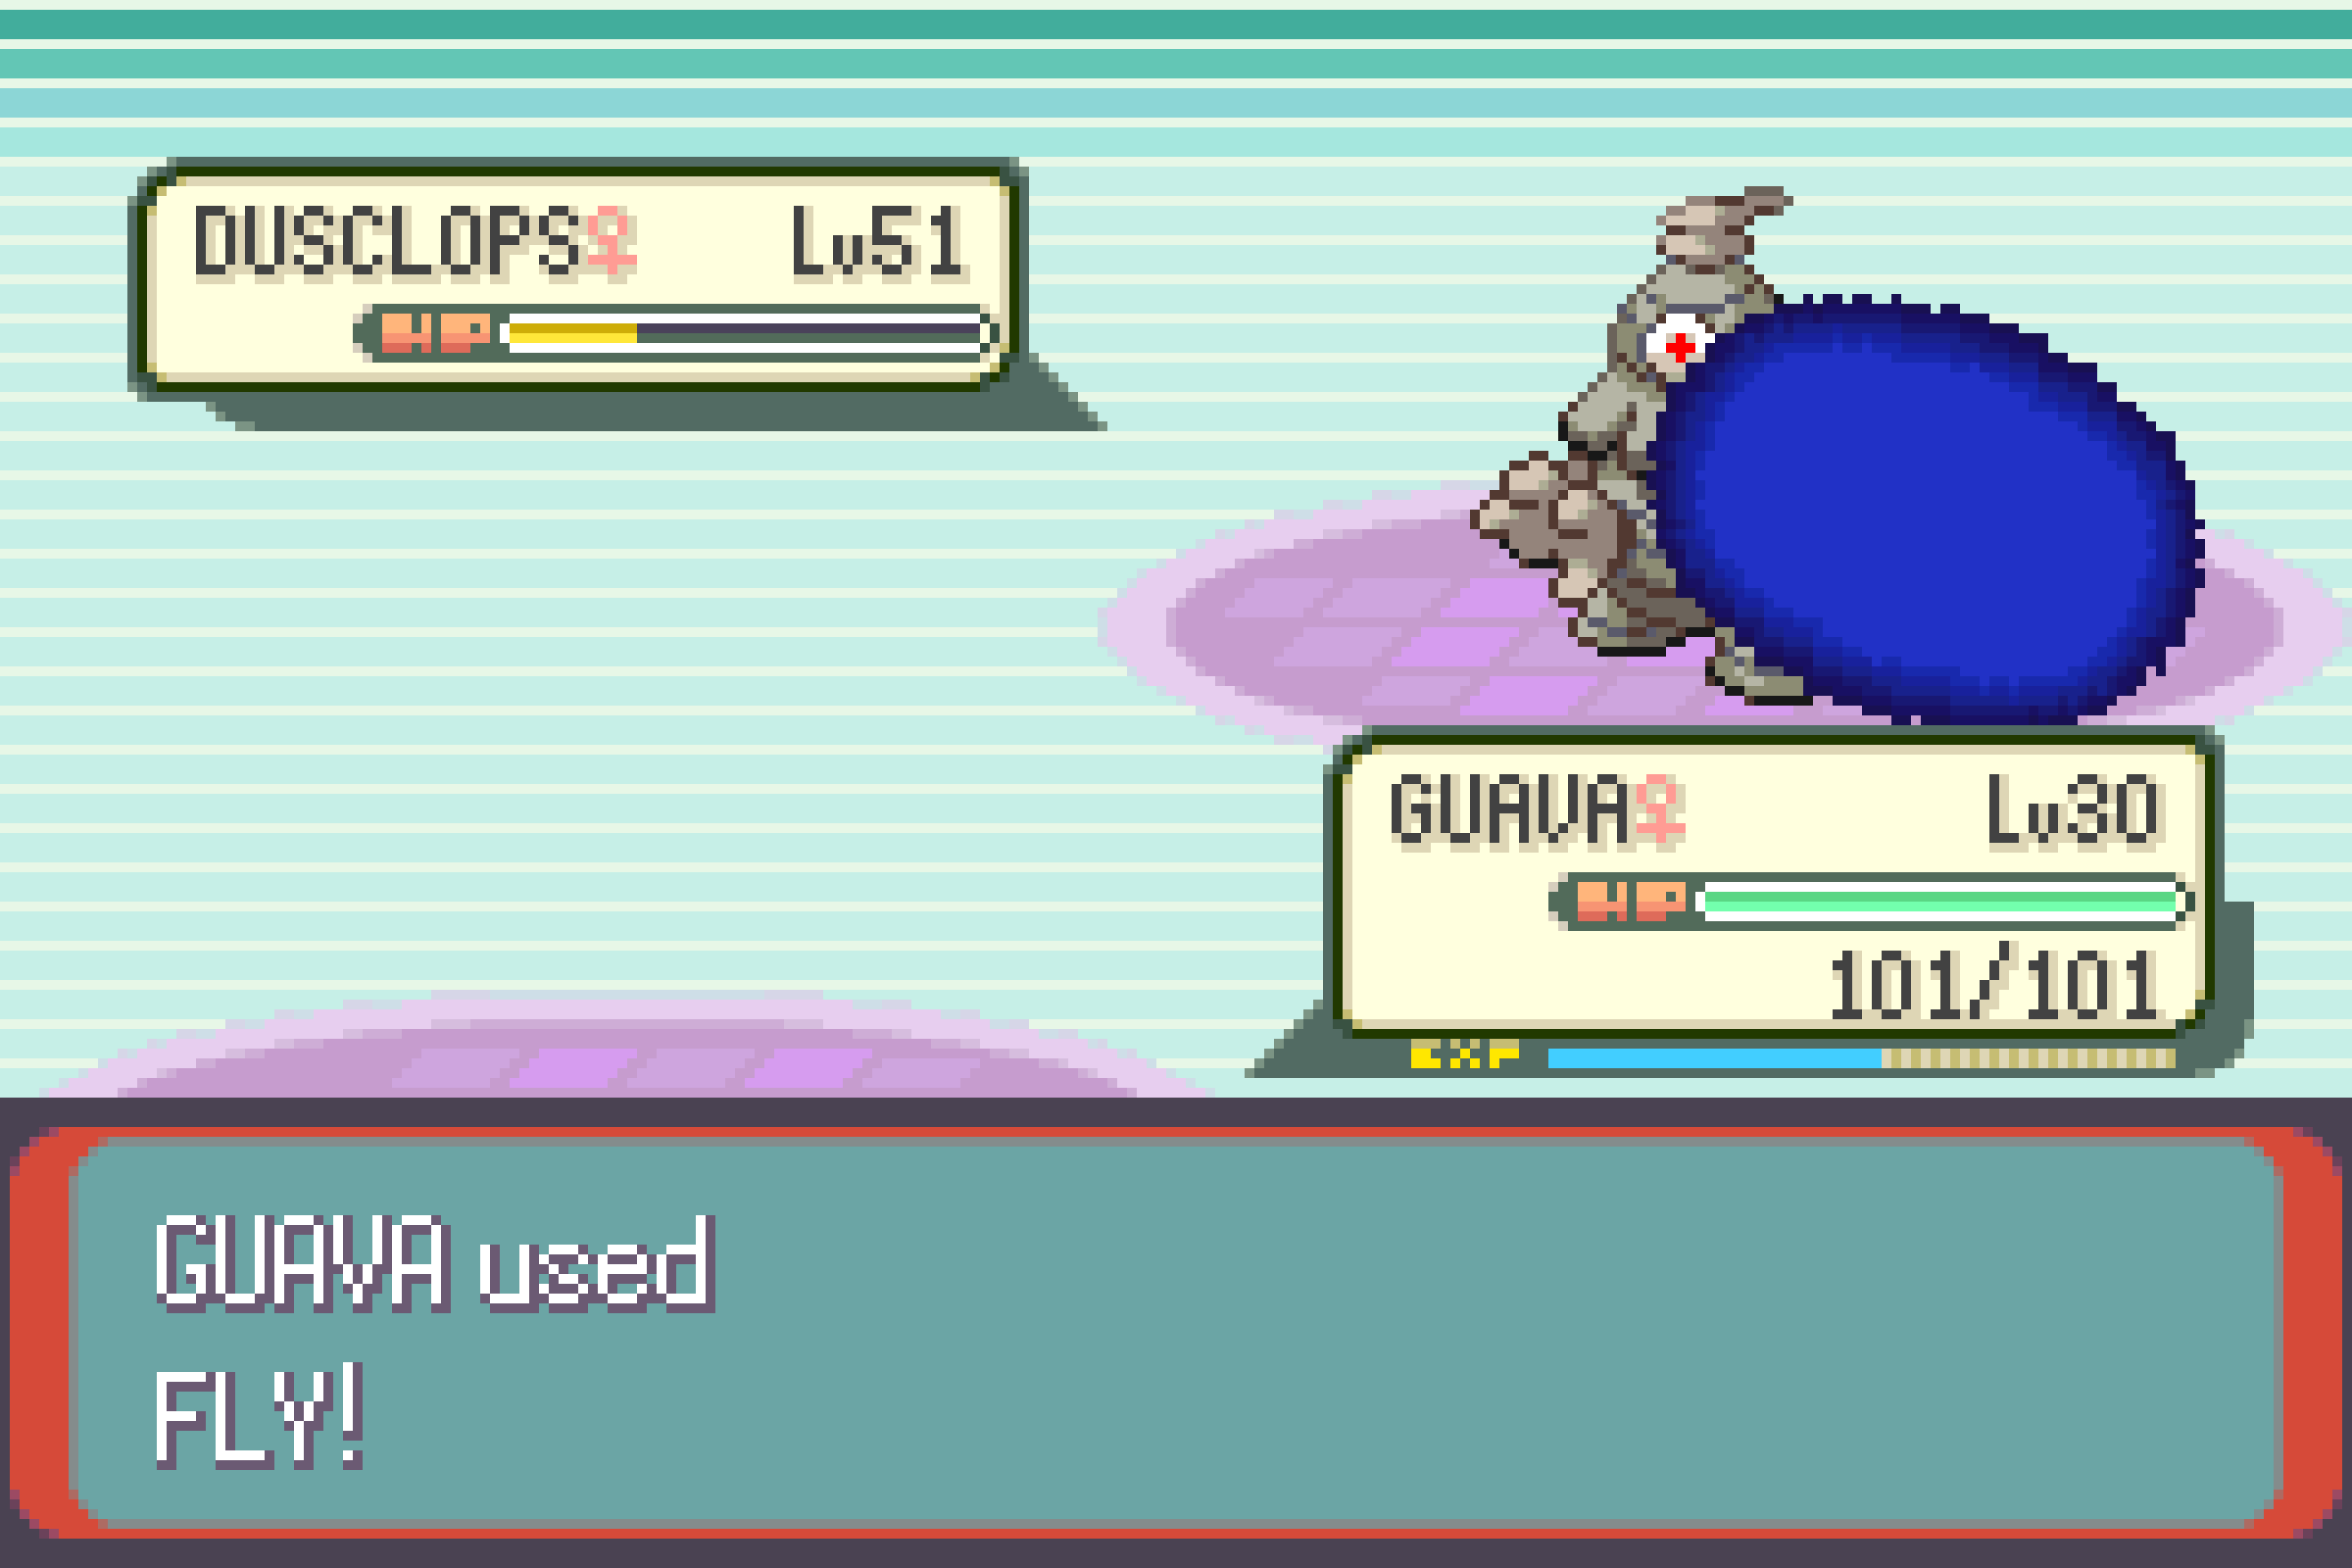 DUSCLOPS♀ Lv51
HP
GUAVA♀ Lv30
HP
101/101
EXP
GUAVA used
FLY!